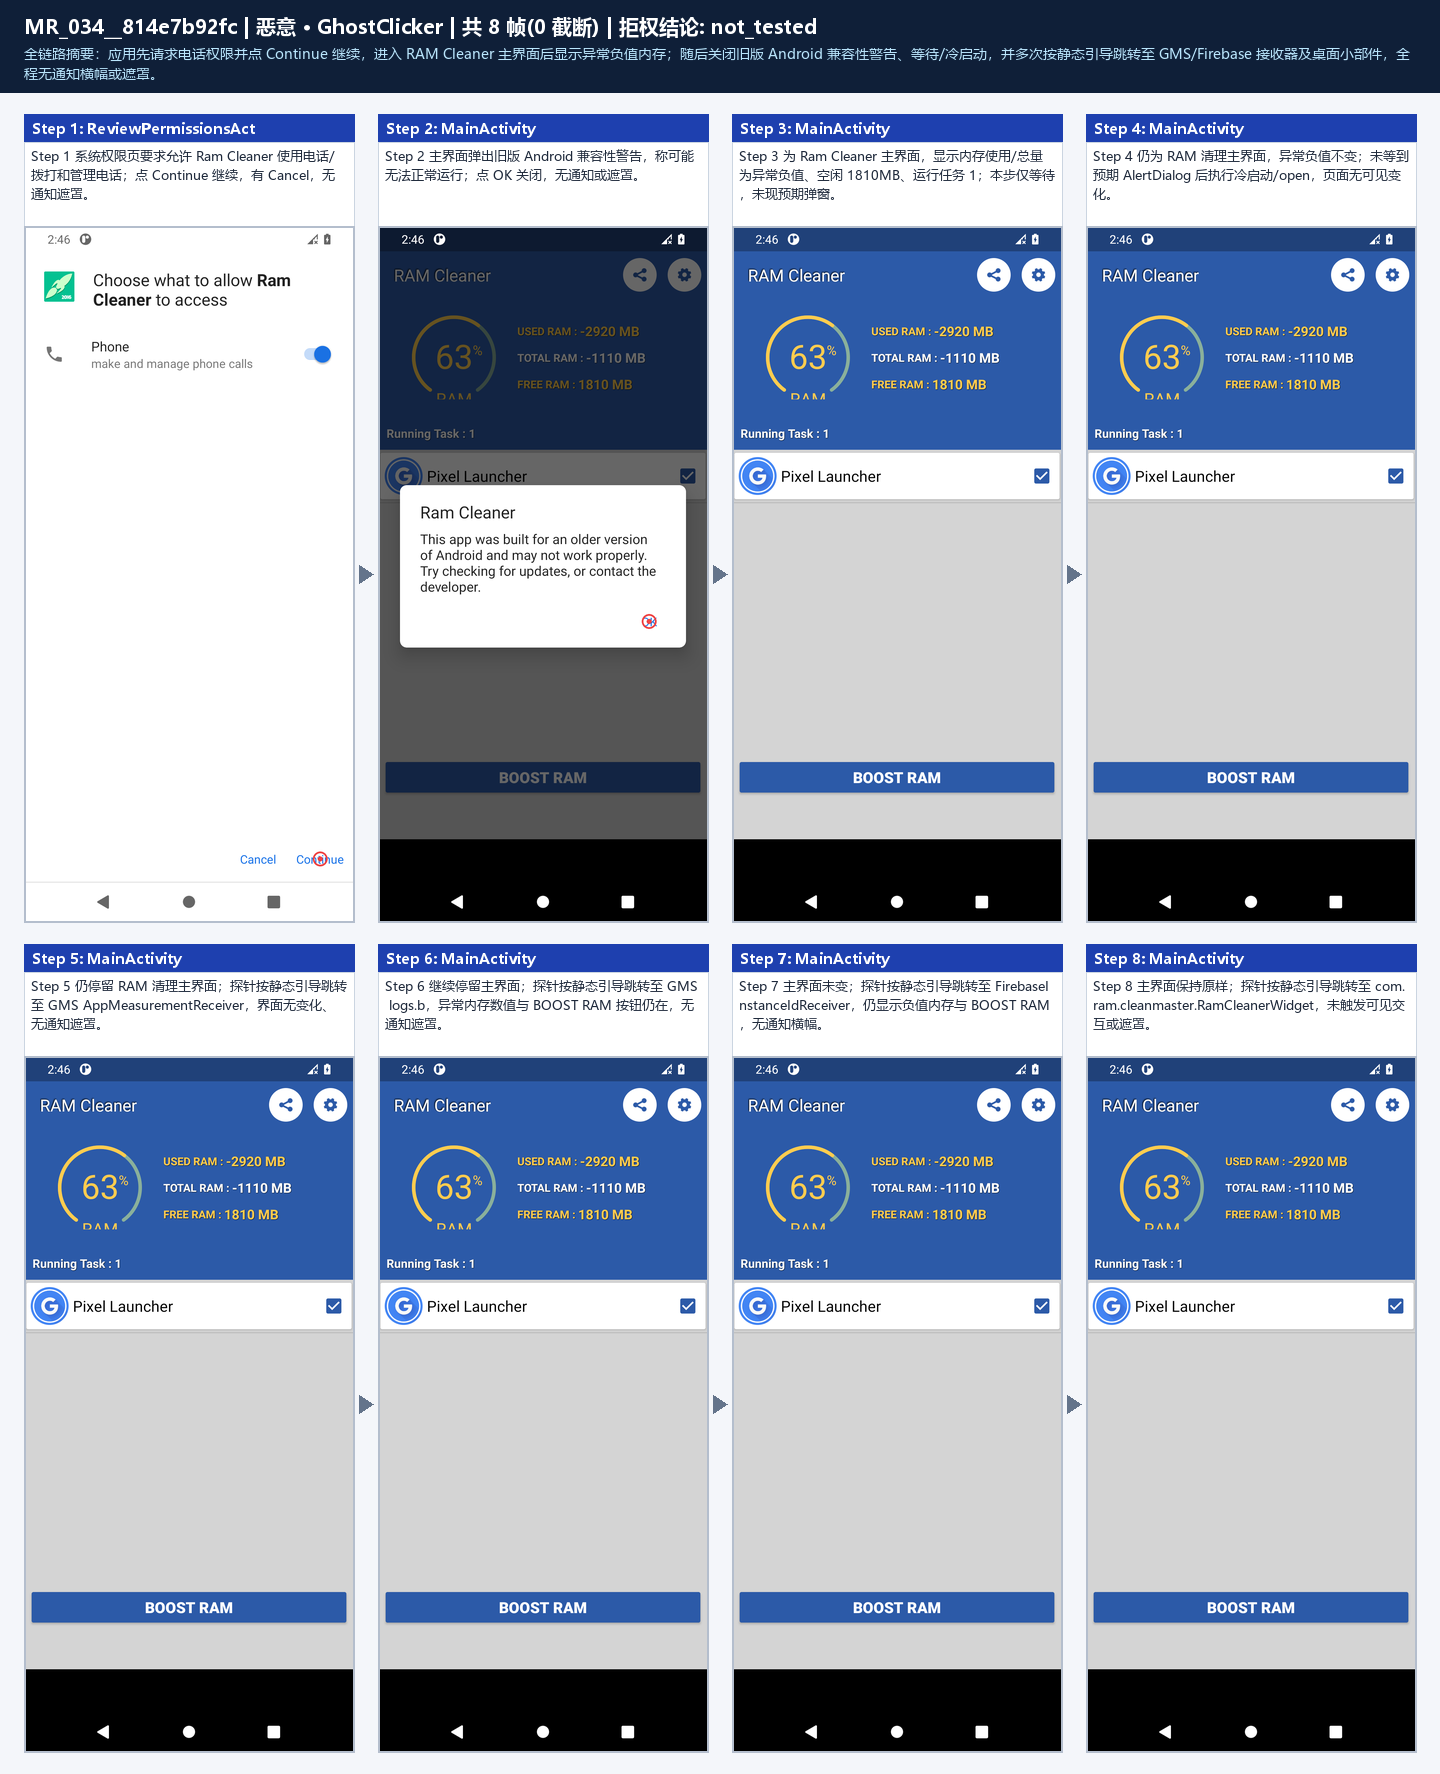 MR_034__814e7b92fc | 恶意 • GhostClicker | 共 8 帧(0 截断) | 拒权结论: not_tested
全链路摘要：应用先请求电话权限并点 Continue 继续，进入 RAM Cleaner 主界面后显示异常负值内存；随后关闭旧版 Android 兼容性警告、等待/冷启动，并多次按静态引导跳转至 GMS/Firebase 接收器及桌面小部件，全
程无通知横幅或遮罩。
Step 1: ReviewPermissionsAct
Step 1 系统权限页要求允许 Ram Cleaner 使用电话/
拨打和管理电话；点 Continue 继续，有 Cancel，无
通知遮罩。
2:46
Choose what to allow Ram
Cleaner to access
Phone
make and manage phone calls
Cancel
Continue
Step 2: MainActivity
Step 2 主界面弹出旧版 Android 兼容性警告，称可能
无法正常运行；点 OK 关闭，无通知或遮罩。
2:46
RAM Cleaner
63%
RAM
USED RAM : -2920 MB
TOTAL RAM : -1110 MB
FREE RAM : 1810 MB
Running Task : 1
Pixel Launcher
Ram Cleaner
This app was built for an older version
of Android and may not work properly.
Try checking for updates, or contact the
developer.
BOOST RAM
Step 3: MainActivity
Step 3 为 Ram Cleaner 主界面，显示内存使用/总量
为异常负值、空闲 1810MB、运行任务 1；本步仅等待
，未现预期弹窗。
2:46
RAM Cleaner
63%
RAM
USED RAM : -2920 MB
TOTAL RAM : -1110 MB
FREE RAM : 1810 MB
Running Task : 1
Pixel Launcher
BOOST RAM
Step 4: MainActivity
Step 4 仍为 RAM 清理主界面，异常负值不变；未等到
预期 AlertDialog 后执行冷启动/open，页面无可见变
化。
2:46
RAM Cleaner
63%
RAM
USED RAM : -2920 MB
TOTAL RAM : -1110 MB
FREE RAM : 1810 MB
Running Task : 1
Pixel Launcher
BOOST RAM
Step 5: MainActivity
Step 5 仍停留 RAM 清理主界面；探针按静态引导跳转
至 GMS AppMeasurementReceiver，界面无变化、
无通知遮罩。
2:46
RAM Cleaner
63%
RAM
USED RAM : -2920 MB
TOTAL RAM : -1110 MB
FREE RAM : 1810 MB
Running Task : 1
Pixel Launcher
BOOST RAM
Step 6: MainActivity
Step 6 继续停留主界面；探针按静态引导跳转至 GMS
logs.b，异常内存数值与 BOOST RAM 按钮仍在，无
通知遮罩。
2:46
RAM Cleaner
63%
RAM
USED RAM : -2920 MB
TOTAL RAM : -1110 MB
FREE RAM : 1810 MB
Running Task : 1
Pixel Launcher
BOOST RAM
Step 7: MainActivity
Step 7 主界面未变；探针按静态引导跳转至 FirebaseI
nstanceIdReceiver，仍显示负值内存与 BOOST RAM
，无通知横幅。
2:46
RAM Cleaner
63%
RAM
USED RAM : -2920 MB
TOTAL RAM : -1110 MB
FREE RAM : 1810 MB
Running Task : 1
Pixel Launcher
BOOST RAM
Step 8: MainActivity
Step 8 主界面保持原样；探针按静态引导跳转至 com.
ram.cleanmaster.RamCleanerWidget，未触发可见交
互或遮罩。
2:46
RAM Cleaner
63%
RAM
USED RAM : -2920 MB
TOTAL RAM : -1110 MB
FREE RAM : 1810 MB
Running Task : 1
Pixel Launcher
BOOST RAM